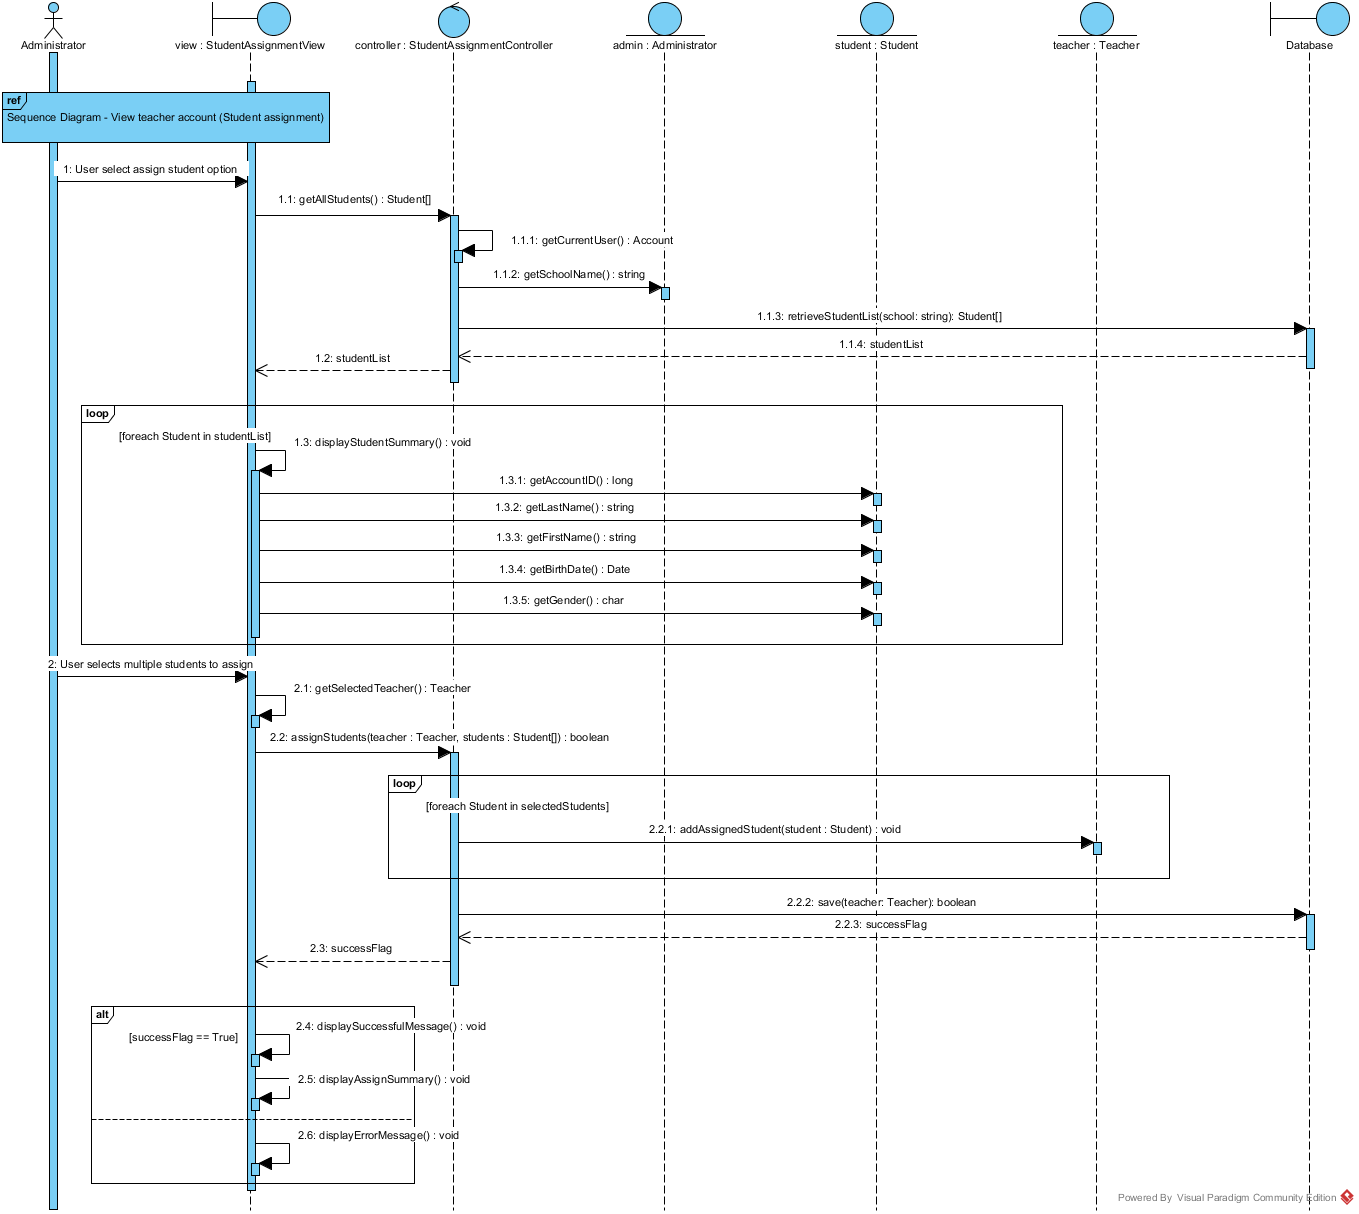 Administrator
view : StudentAssignmentView
controller : StudentAssignmentController
admin : Administrator
student : Student
teacher : Teacher
Database
ref
Sequence Diagram - View teacher account (Student assignment)
1: User select assign student option
1.1: getAllStudents() : Student[]
1.1.1: getCurrentUser() : Account
1.1.2: getSchoolName() : string
1.1.3: retrieveStudentList(school: string): Student[]
1.1.4: studentList
1.2: studentList
loop
[foreach Student in studentList]
1.3: displayStudentSummary() : void
1.3.1: getAccountID() : long
1.3.2: getLastName() : string
1.3.3: getFirstName() : string
1.3.4: getBirthDate() : Date
1.3.5: getGender() : char
2: User selects multiple students to assign
2.1: getSelectedTeacher() : Teacher
2.2: assignStudents(teacher : Teacher, students : Student[]) : boolean
loop
[foreach Student in selectedStudents]
2.2.1: addAssignedStudent(student : Student) : void
2.2.2: save(teacher: Teacher): boolean
2.2.3: successFlag
2.3: successFlag
alt
[successFlag == True]
2.4: displaySuccessfulMessage() : void
2.5: displayAssignSummary() : void
2.6: displayErrorMessage() : void
Powered By Visual Paradigm Community Edition